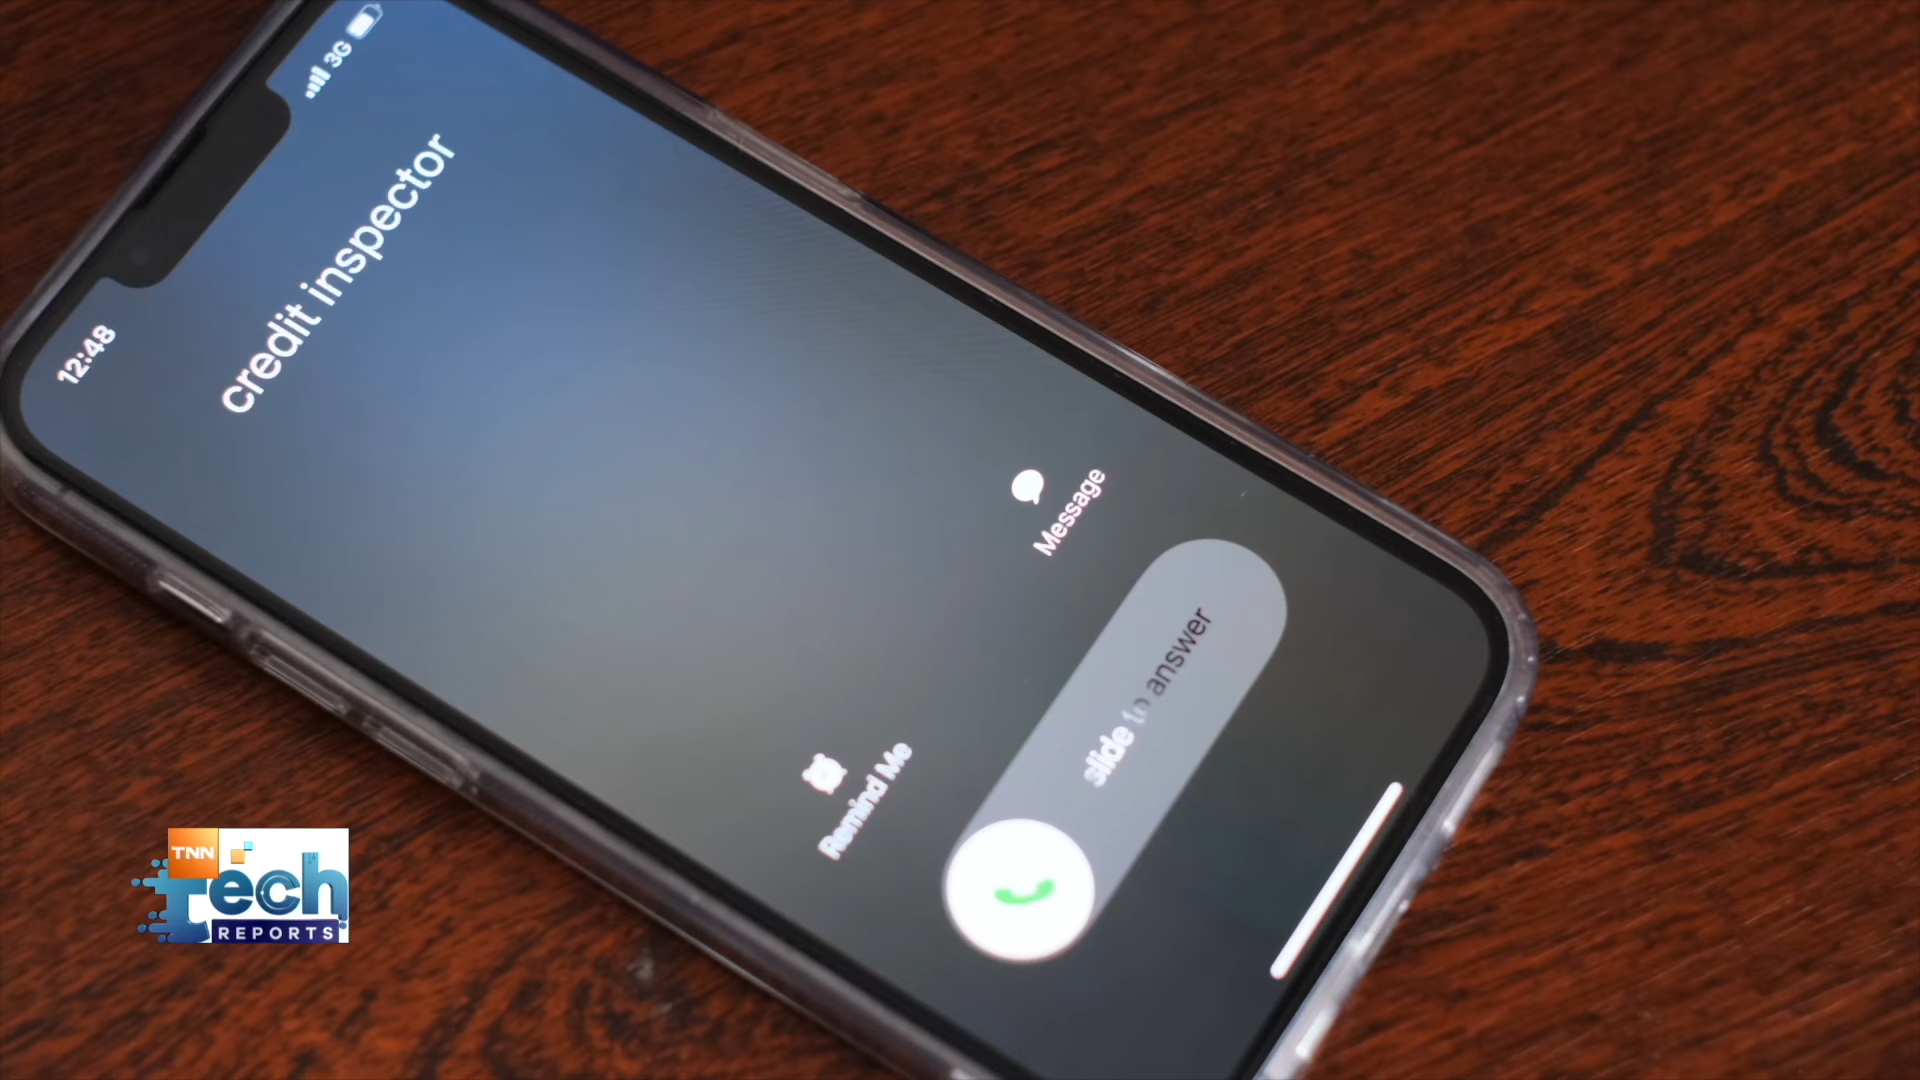 12:48
3G
credit inspector
Remind Me
Message
slide to answer
TNN
Tech
REPORTS